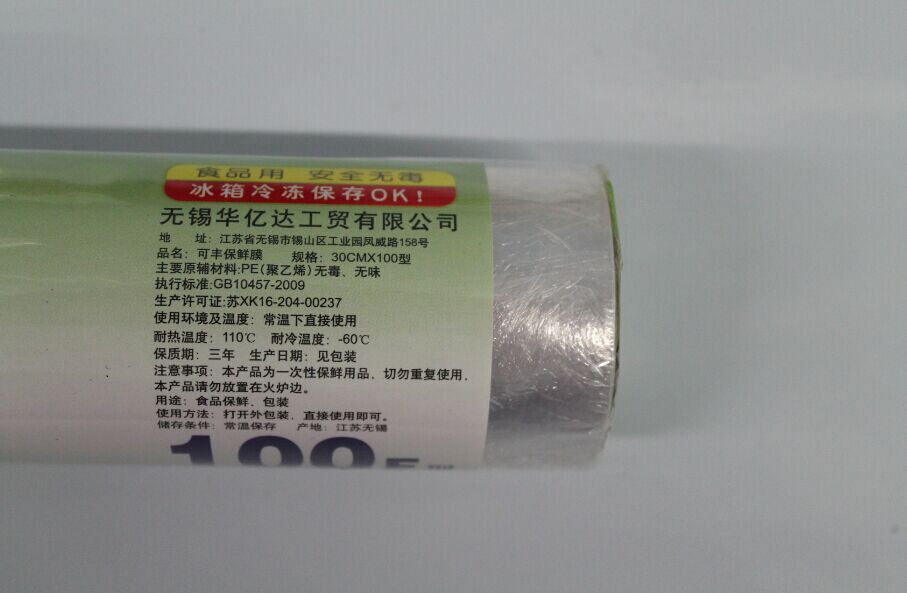 食品用 安全无毒
冰箱冷冻保存OK!
无锡华亿达工贸有限公司
地 址: 江苏省无锡市锡山区工业园凤威路158号
品名: 可丰保鲜膜 规格: 30CMX100型
主要原辅材料:PE(聚乙烯)无毒、无味
执行标准:GB10457-2009
生产许可证:苏XK16-204-00237
使用环境及温度: 常温下直接使用
耐热温度: 110℃ 耐冷温度: -60℃
保质期: 三年 生产日期: 见包装
注意事项: 本产品为一次性保鲜用品, 切勿重复使用,
本产品请勿放置在火炉边。
用途: 食品保鲜、包装
使用方法: 打开外包装, 直接使用即可。
储存条件: 常温保存 产地: 江苏无锡